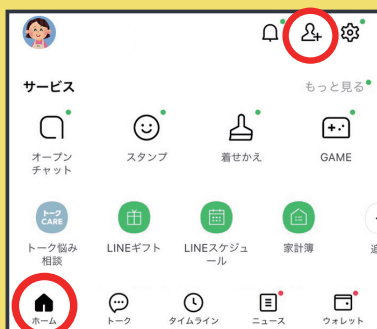 サービス
もっと見る
オープン
チャット
スタンプ
着せかえ
GAME
トーク
CARE
トーク悩み
相談
LINEギフト
LINEスケジュ
ール
家計簿
追
ホーム
トーク
タイムライン
ニュース
ウォレット